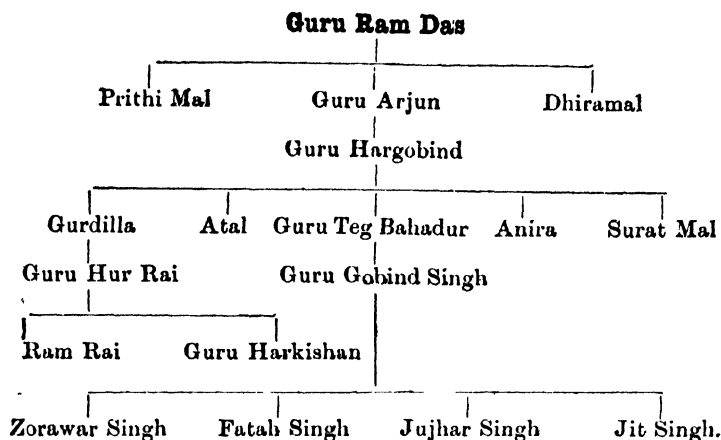 Guru Ram Das
Prithi Mal Guru Arjun Dhiramal
Guru Hargobind
Gurdilla Atal Guru Teg Bahadur Anira Surat Mal
Guru Hur Rai Guru Gobind Singh
Ram Rai Guru Harkishan
Zorawar Singh Fatah Singh Jujhar Singh Jit Singh.